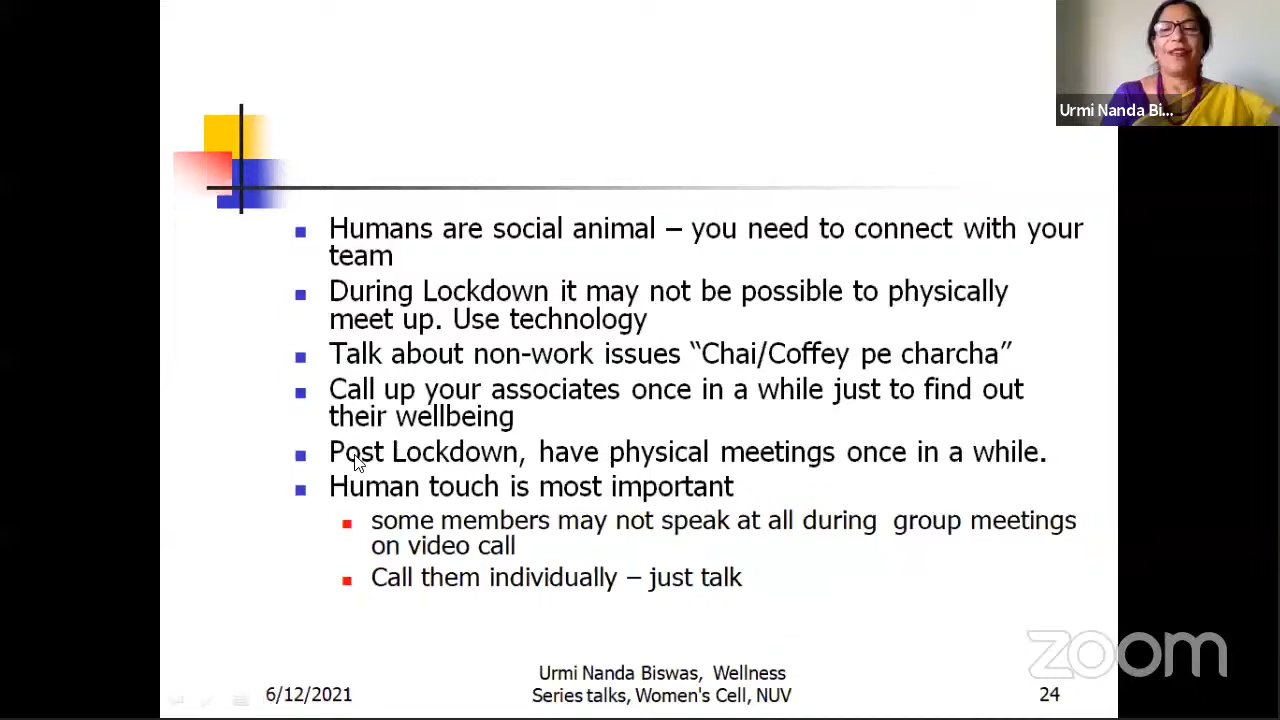 Urmi Nanda Bi...
Humans are social animal – you need to connect with your
team
During Lockdown it may not be possible to physically
meet up. Use technology
Talk about non-work issues “Chai/Coffey pe charcha”
Call up your associates once in a while just to find out
their wellbeing
Post Lockdown, have physical meetings once in a while.
Human touch is most important
some members may not speak at all during group meetings
on video call
Call them individually – just talk
zoom
6/12/2021
Urmi Nanda Biswas, Wellness
Series talks, Women's Cell, NUV
24